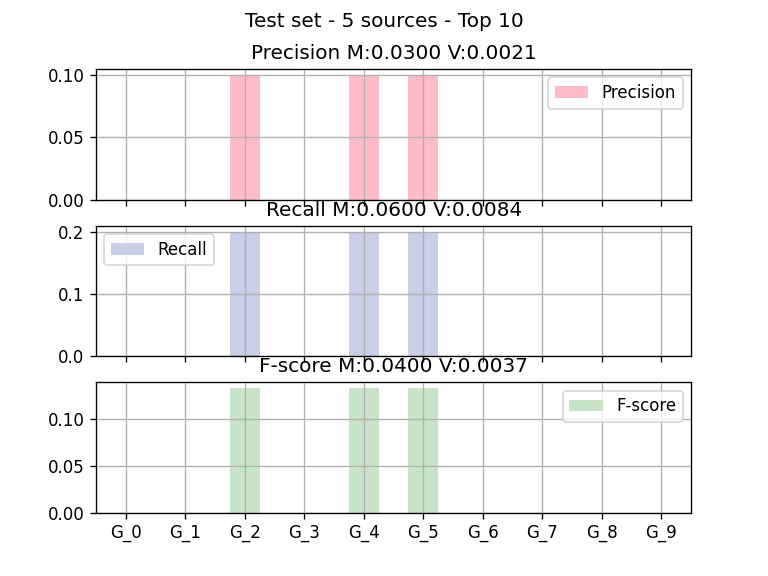 Test set - 5 sources - Top 10
Precision M:0.0300 V:0.0021
0.10
0.05
0.00
Precision
Recall M:0.0600 V:0.0084
0.2
0.1
0.0
Recall
F-score M:0.0400 V:0.0037
0.10
0.05
0.00
F-score
G_0 G_1 G_2 G_3 G_4 G_5 G_6 G_7 G_8 G_9